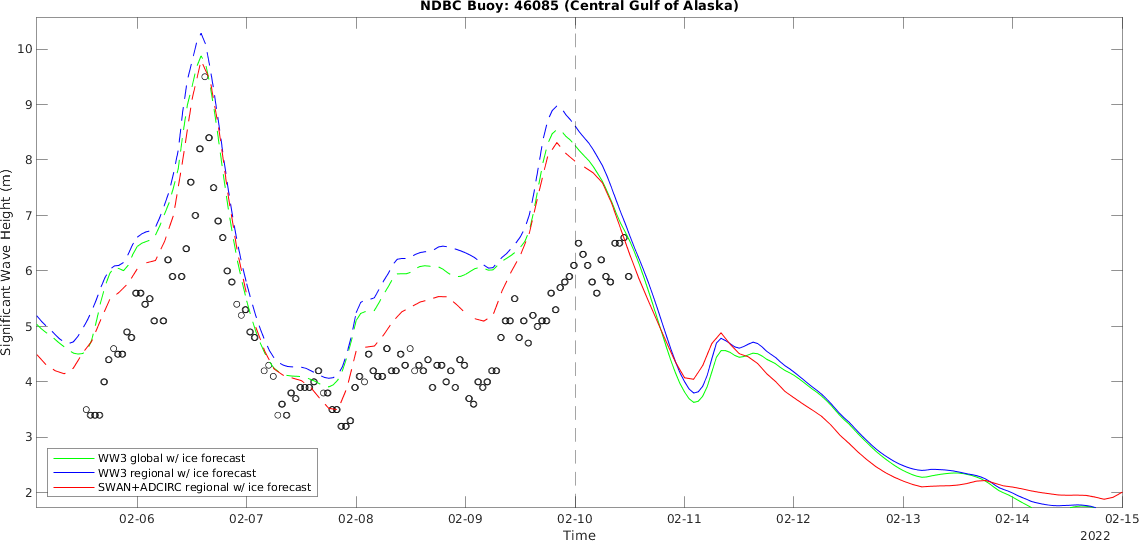 NDBC Buoy: 46085 (Central Gulf of Alaska)
Significant Wave Height (m)
10
9
8
7
6
5
4
3
2
WW3 global w/ ice forecast
WW3 regional w/ ice forecast
SWAN+ADCIRC regional w/ ice forecast
02-06 02-07 02-08 02-09 02-10 02-11 02-12 02-13 02-14 02-15
Time
2022